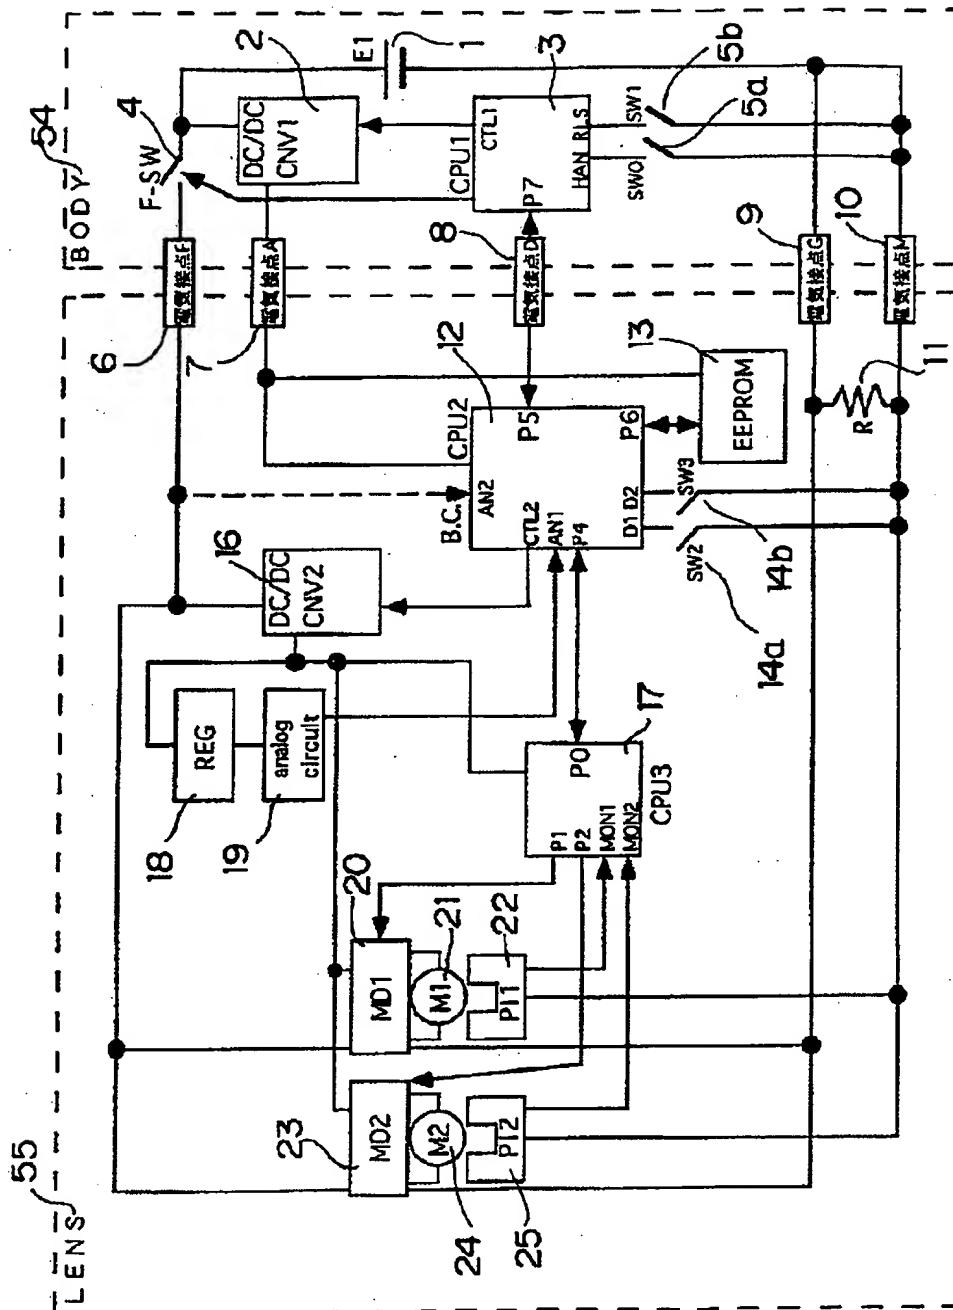 BODY
54
F-SW
4
DC/DC
CNV1
2
E1
1
CPU1
CTL1
3
P7
HAN
RLS
SW0
SW1
5b
5a
電気接点F
6
電気接点A
7
電気接点D
8
電気接点G
9
電気接点M
10
LENS
55
R
11
CPU2
12
B.C.
AN2
CTL2
AN1
P4
P5
P6
D1
D2
EEPROM
13
SW2
SW3
14a
14b
DC/DC
CNV2
16
REG
18
analog
circuit
19
CPU3
17
P0
P1
P2
MON1
MON2
MD1
20
M1
21
PI1
22
MD2
23
M2
24
PI2
25